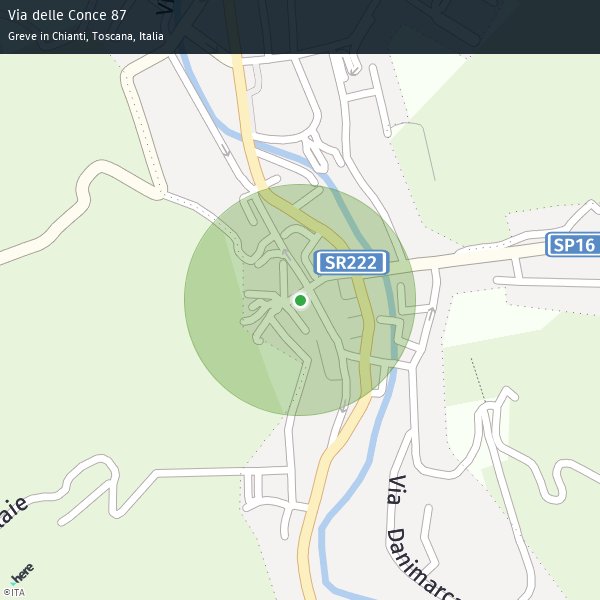 Via delle Conce 87
Greve in Chianti, Toscana, Italia
SR222
SP16
Via Danimarca
here
©ITA